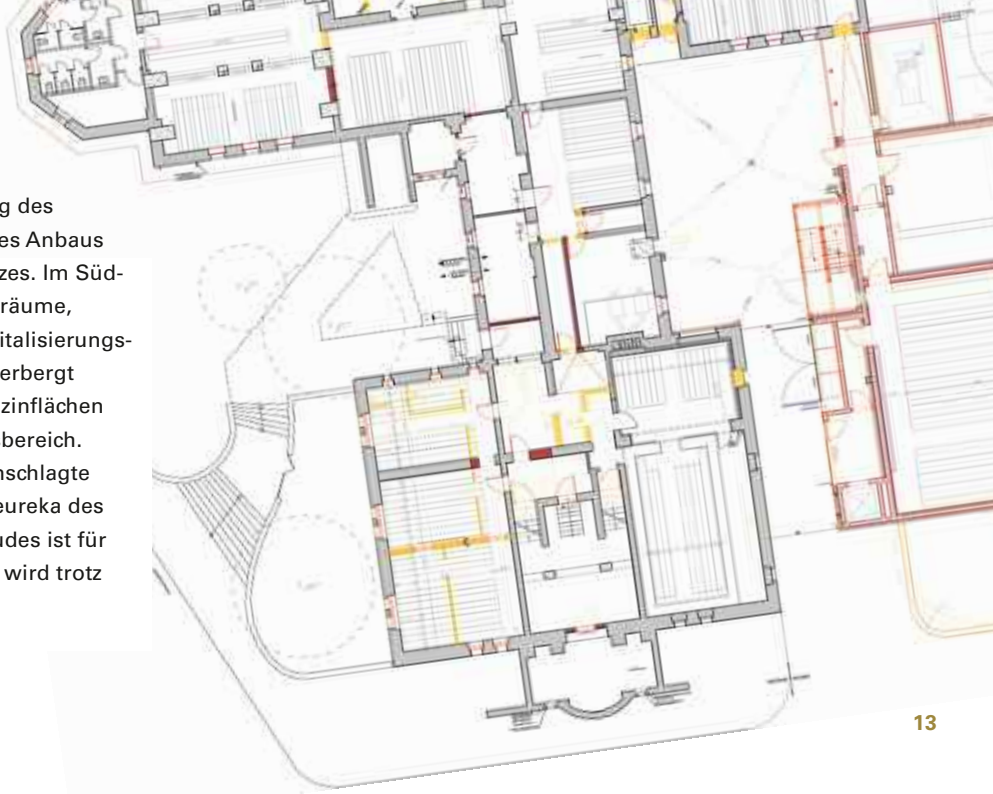 g des
es Anbaus
zes. Im Süd-
räume,
italisierungs-
erbergt
zinflächen
bereich.
nschlagte
eureka des
udes ist für
wird trotz
13